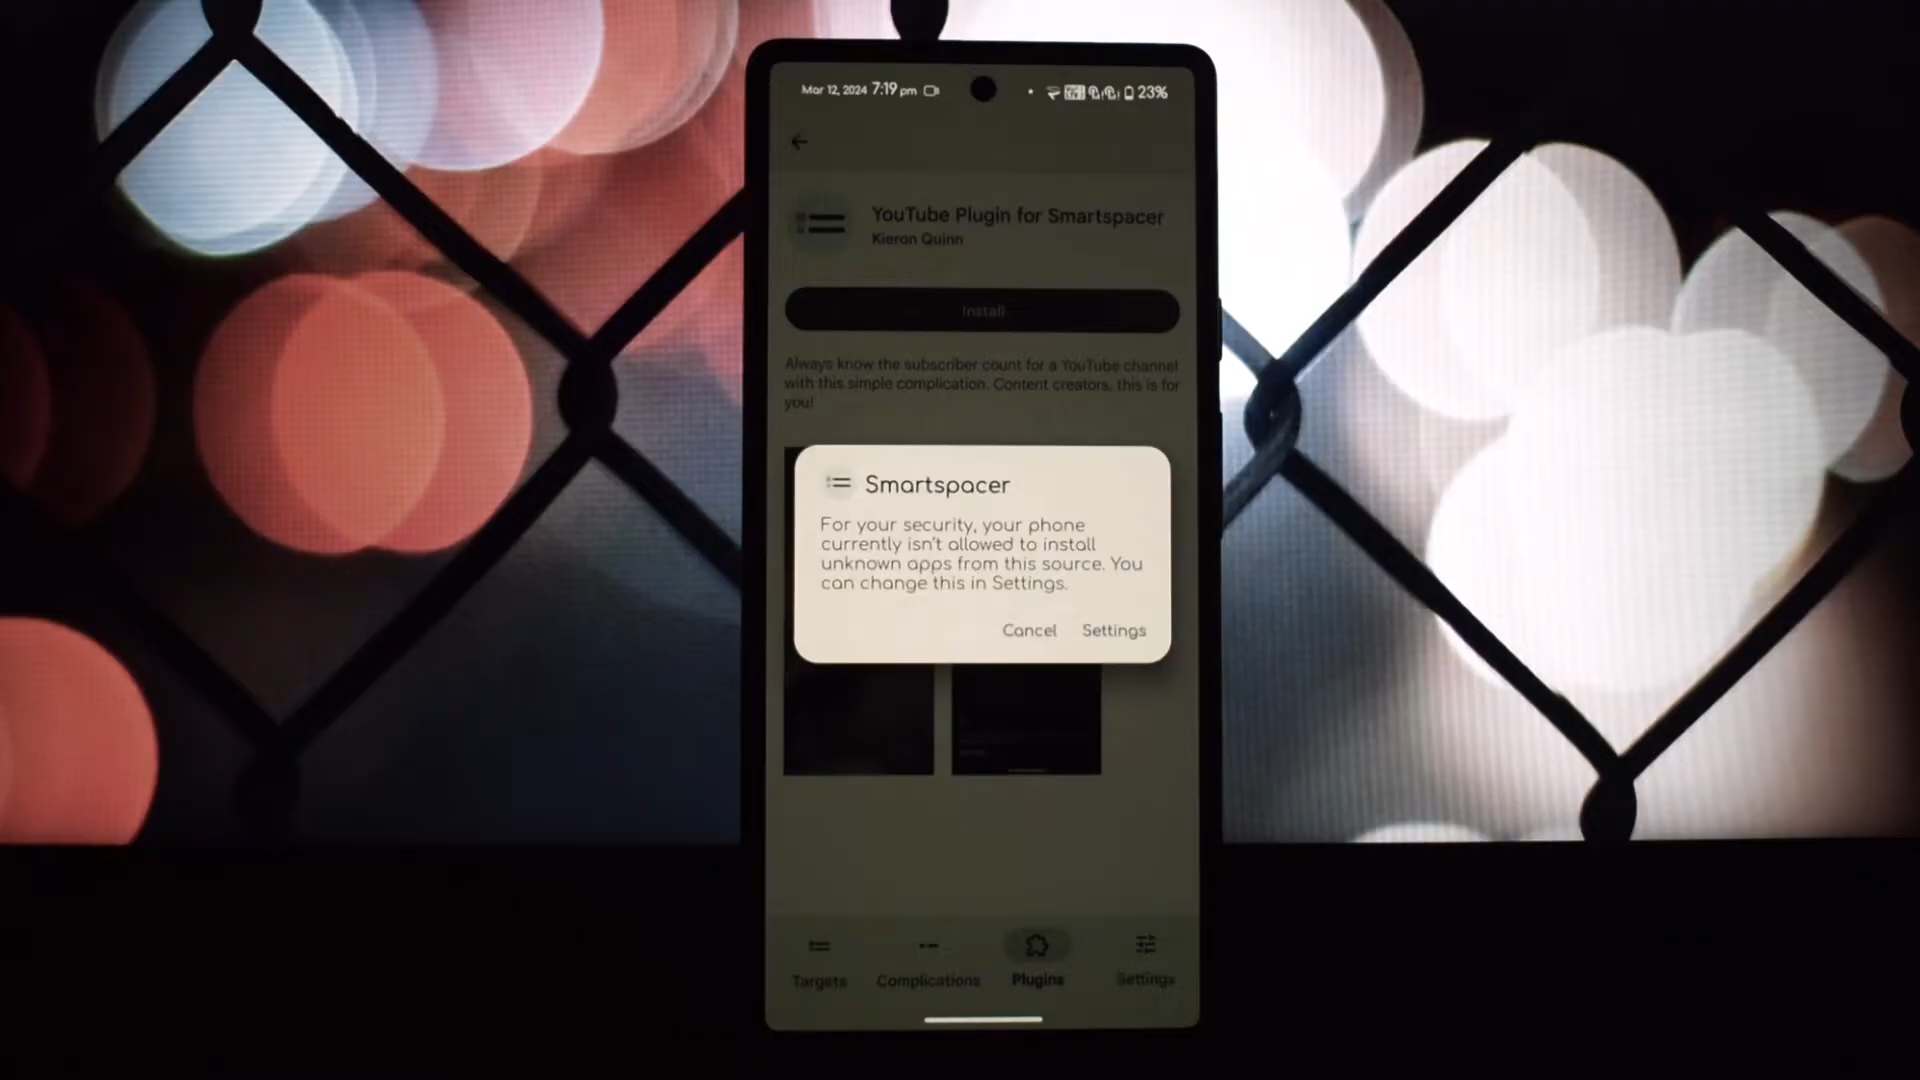 Mar 12, 2024 7:19 pm 23%
YouTube Plugin for Smartspacer
Kieran Quinn
Install
Always know the subscriber count for a YouTube channel
with this simple complication. Content creators, this is for
you!
Smartspacer
For your security, your phone
currently isn't allowed to install
unknown apps from this source. You
can change this in Settings.
Cancel Settings
Targets Complications Plugins Settings